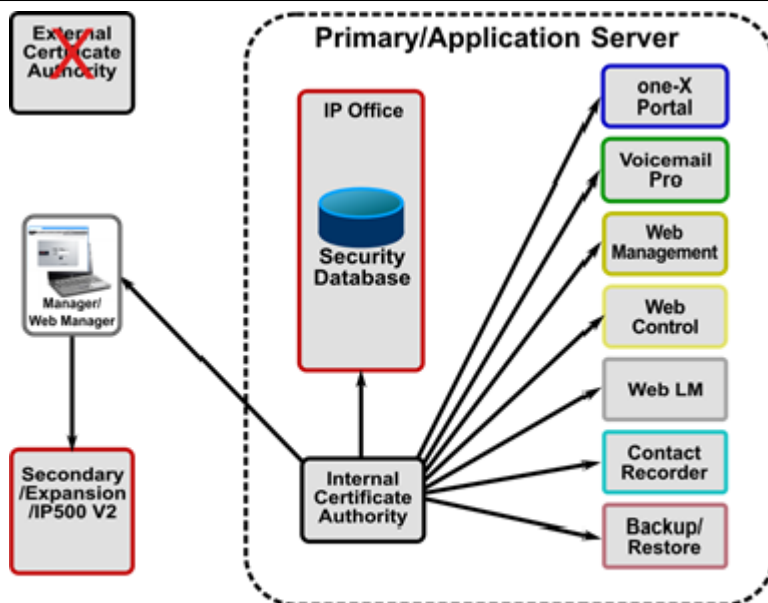 External
Certificate
Authority
Primary/Application Server
IP Office
Security
Database
one-X
Portal
Voicemail
Pro
Web
Management
Web
Control
Web LM
Contact
Recorder
Backup/
Restore
Manager/
Web Manager
Secondary
/Expansion
/IP500 V2
Internal
Certificate
Authority